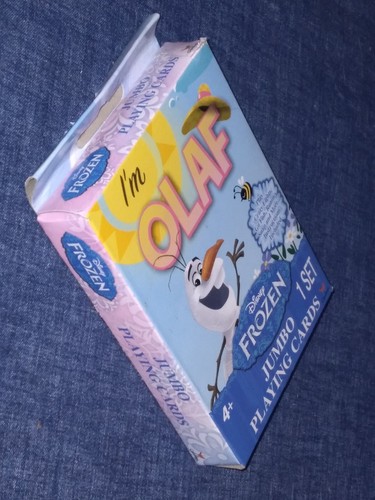 I'm
OLAF
Disney
FROZEN
JUMBO
PLAYING CARDS
1 SET
4+
Disney
FROZEN
JUMBO
PLAYING CARDS
Disney
FROZEN
JUMBO
PLAYING CARDS